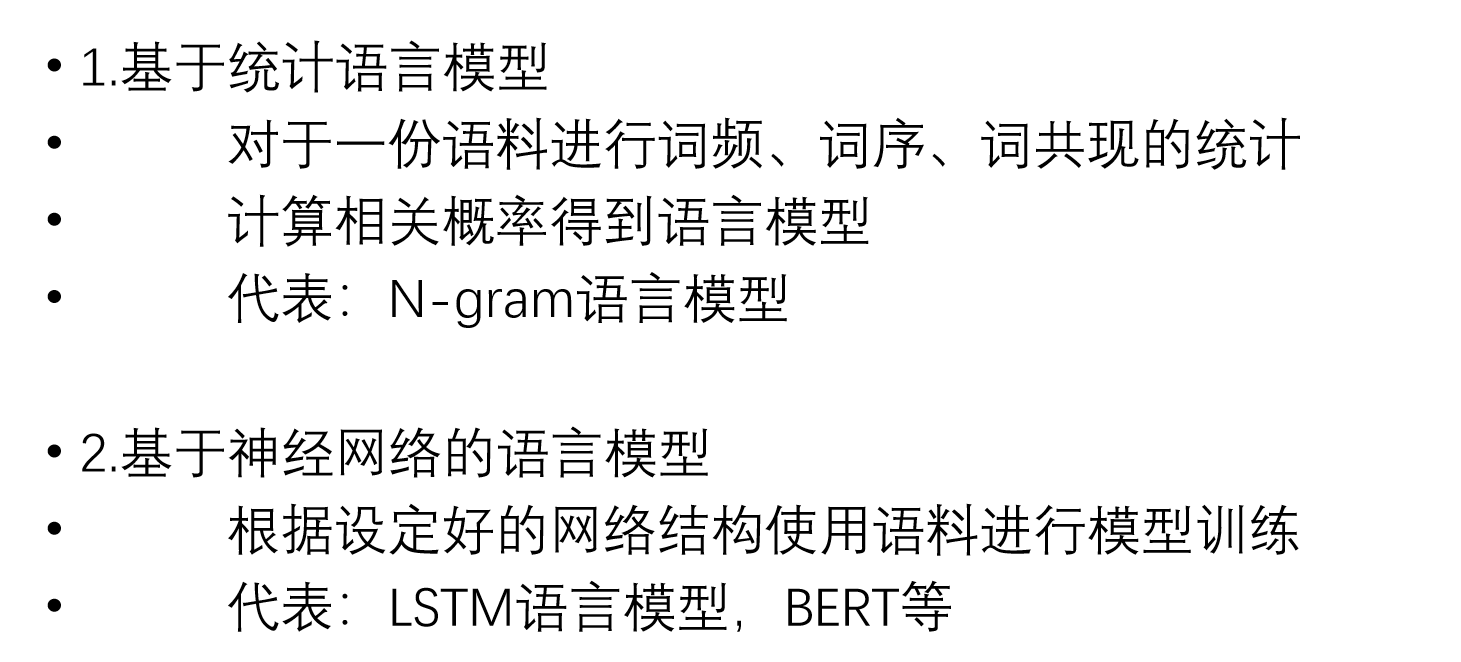 • 1.基于统计语言模型
• 对于一份语料进行词频、词序、词共现的统计
• 计算相关概率得到语言模型
• 代表：N-gram语言模型
• 2.基于神经网络的语言模型
• 根据设定好的网络结构使用语料进行模型训练
• 代表：LSTM语言模型，BERT等